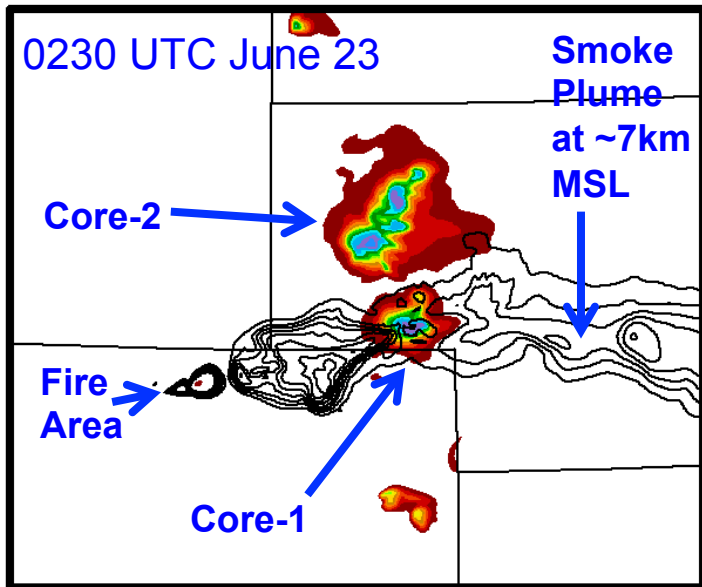 0230 UTC June 23
Smoke
Plume
at ~7km
MSL
Core-2
Fire
Area
Core-1